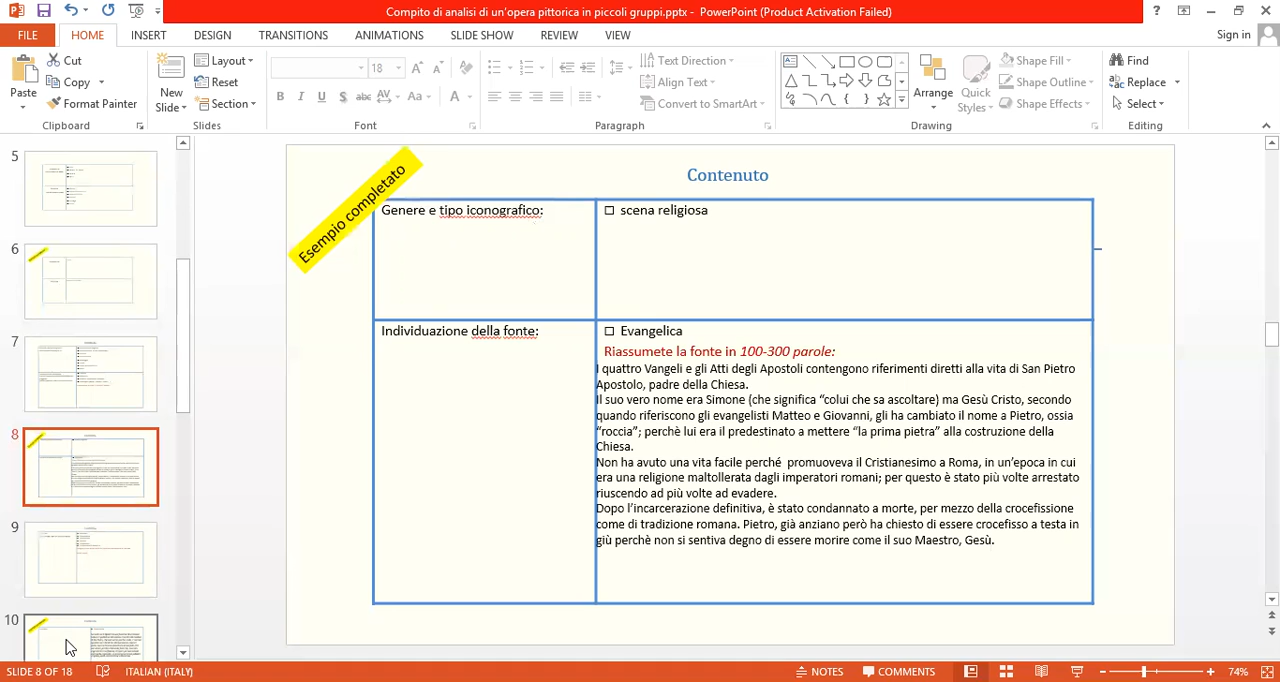 Compito di analisi di un'opera pittorica in piccoli gruppi.pptx - PowerPoint (Product Activation Failed)
FILE HOME INSERT DESIGN TRANSITIONS ANIMATIONS SLIDE SHOW REVIEW VIEW Sign in
Paste
Cut
Copy
Format Painter
Clipboard
New
Slide
Layout
Reset
Section
Slides
18
Font
Text Direction
Align Text
Convert to SmartArt
Paragraph
Arrange
Quick
Styles
Shape Fill
Shape Outline
Shape Effects
Drawing
Find
Replace
Select
Editing
5
6
7
8
9
10
Esempio completato
Contenuto
Genere e tipo iconografico:
scena religiosa
Individuazione della fonte:
Evangelica
Riassumete la fonte in 100-300 parole:
I quattro Vangeli e gli Atti degli Apostoli contengono riferimenti diretti alla vita di San Pietro
Apostolo, padre della Chiesa.
Il suo vero nome era Simone (che significa “colui che sa ascoltare) ma Gesù Cristo, secondo
quando riferiscono gli evangelisti Matteo e Giovanni, gli ha cambiato il nome a Pietro, ossia
“roccia”; perchè lui era il predestinato a mettere “la prima pietra” alla costruzione della
Chiesa.
Non ha avuto una vita facile perchè promuoveva il Cristianesimo a Roma, in un'epoca in cui
era una religione maltollerata dagli imperatori romani; per questo è stato più volte arrestato
riuscendo ad più volte ad evadere.
Dopo l'incarcerazione definitiva, è stato condannato a morte, per mezzo della crocefissione
come di tradizione romana. Pietro, già anziano però ha chiesto di essere crocefisso a testa in
giù perchè non si sentiva degno di essere morire come il suo Maestro, Gesù.
SLIDE 8 OF 18 ITALIAN (ITALY) NOTES COMMENTS 74%